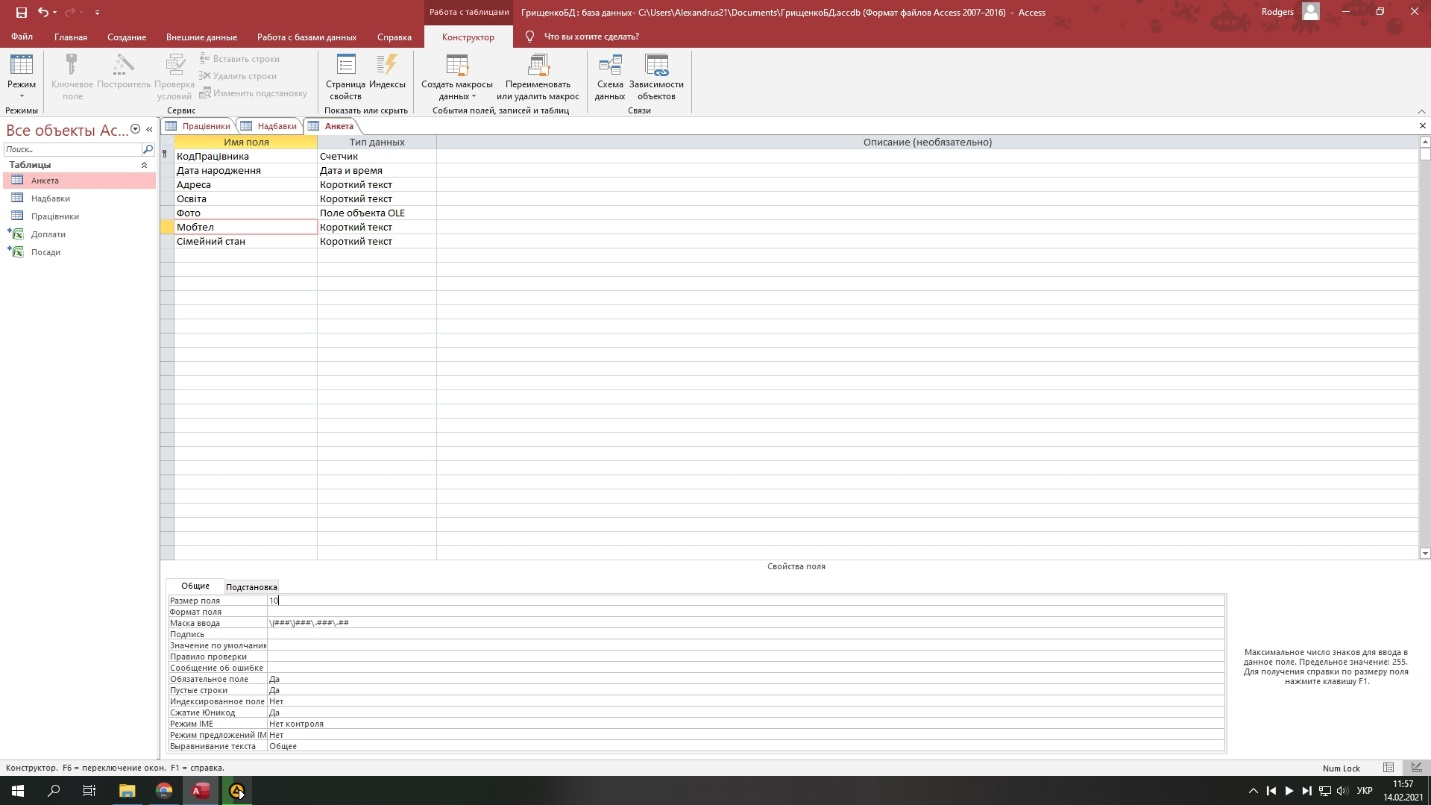 Работа с таблицами
ГрищенкоБД : база данных- C:\Users\Alexandrus21\Documents\ГрищенкоБД.accdb (Формат файлов Access 2007–2016) - Access
Rodgers
Файл Главная Создание Внешние данные Работа с базами данных Справка Конструктор Что вы хотите сделать?
Режим
Ключевое поле
Построитель
Проверка условий
Вставить строки
Удалить строки
Изменить подстановку
Страница свойств
Индексы
Создать макросы данных
Переименовать или удалить макрос
Схема данных
Зависимости объектов
Режимы Сервис Показать или скрыть События полей, записей и таблиц Связи
Все объекты Ac...
Поиск...
Таблицы
Анкета
Надбавки
Працівники
Доплати
Посади
Працівники Надбавки Анкета
Имя поля Тип данных Описание (необязательно)
КодПрацівника Счетчик
Дата народження Дата и время
Адреса Короткий текст
Освіта Короткий текст
Фото Поле объекта OLE
Мобтел Короткий текст
Сімейний стан Короткий текст
Свойства поля
Общие Подстановка
Размер поля 10
Формат поля
Маска ввода \(###\)###\.###\.##
Подпись
Значение по умолчани
Правило проверки
Сообщение об ошибке
Обязательное поле Да
Пустые строки Да
Индексированное поле Нет
Сжатие Юникод Да
Режим IME Нет контроля
Режим предложений IM Нет
Выравнивание текста Общее
Максимальное число знаков для ввода в
данное поле. Предельное значение: 255.
Для получения справки по размеру поля
нажмите клавишу F1.
Конструктор. F6 = переключение окон. F1 = справка.
Num Lock
УКР
11:57
14.02.2021